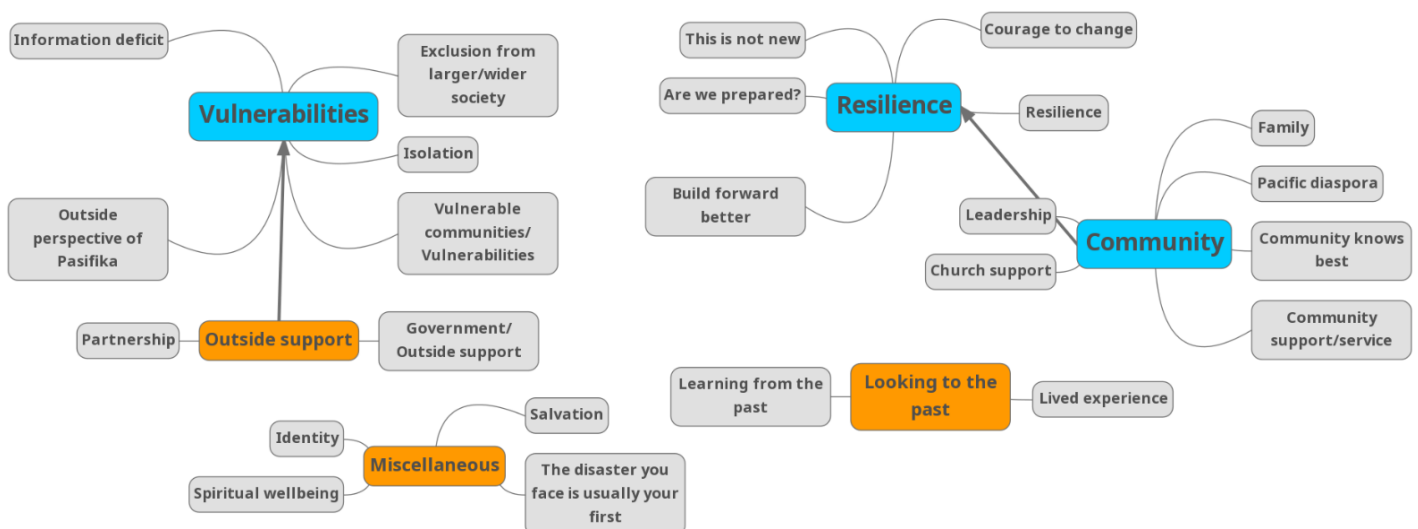 Information deficit
Exclusion from
larger/wider
society
Vulnerabilities
Isolation
Outside
perspective of
Pasifika
Vulnerable
communities/
Vulnerabilities
Partnership
Outside support
Government/
Outside support
Identity
Salvation
Miscellaneous
Spiritual wellbeing
The disaster you
face is usually your
first
This is not new
Courage to change
Are we prepared?
Resilience
Resilience
Build forward
better
Family
Pacific diaspora
Leadership
Community
Community knows
best
Church support
Community
support/service
Learning from the
past
Looking to the
past
Lived experience